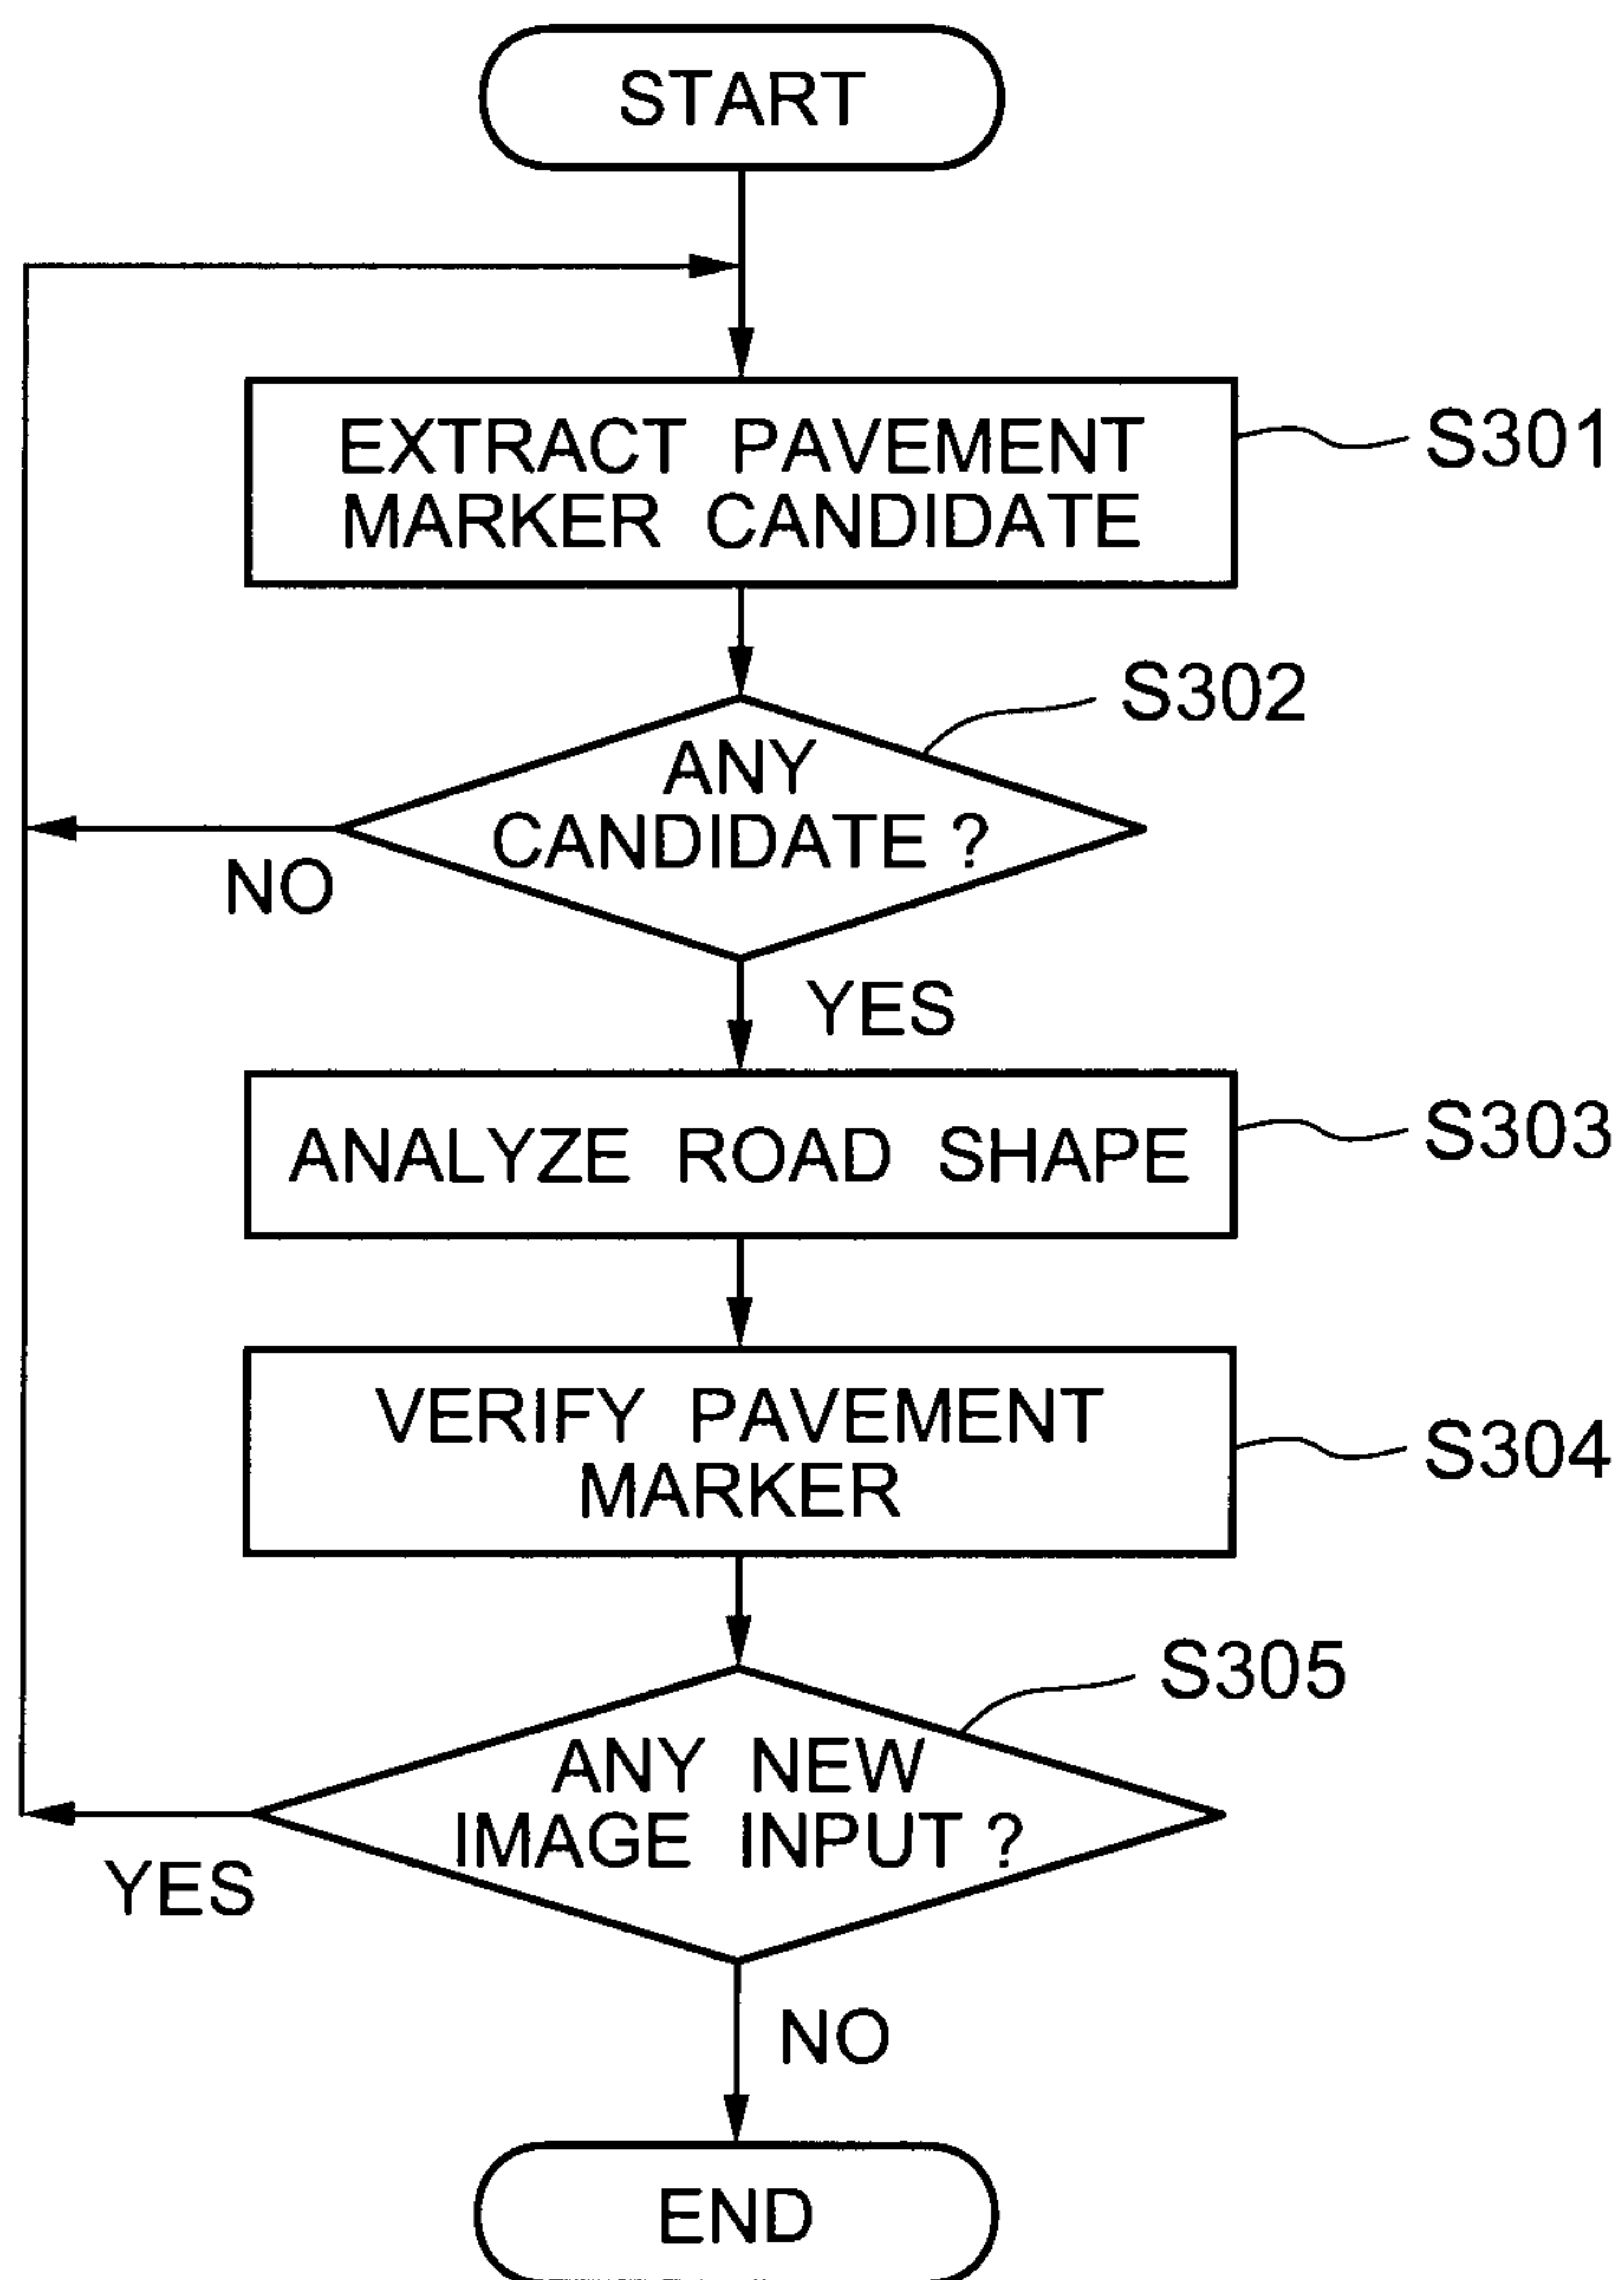 START
EXTRACT PAVEMENT
MARKER CANDIDATE
S301
S302
ANY
CANDIDATE ?
NO
YES
ANALYZE ROAD SHAPE
S303
VERIFY PAVEMENT
MARKER
S304
S305
ANY NEW
IMAGE INPUT ?
YES
NO
END